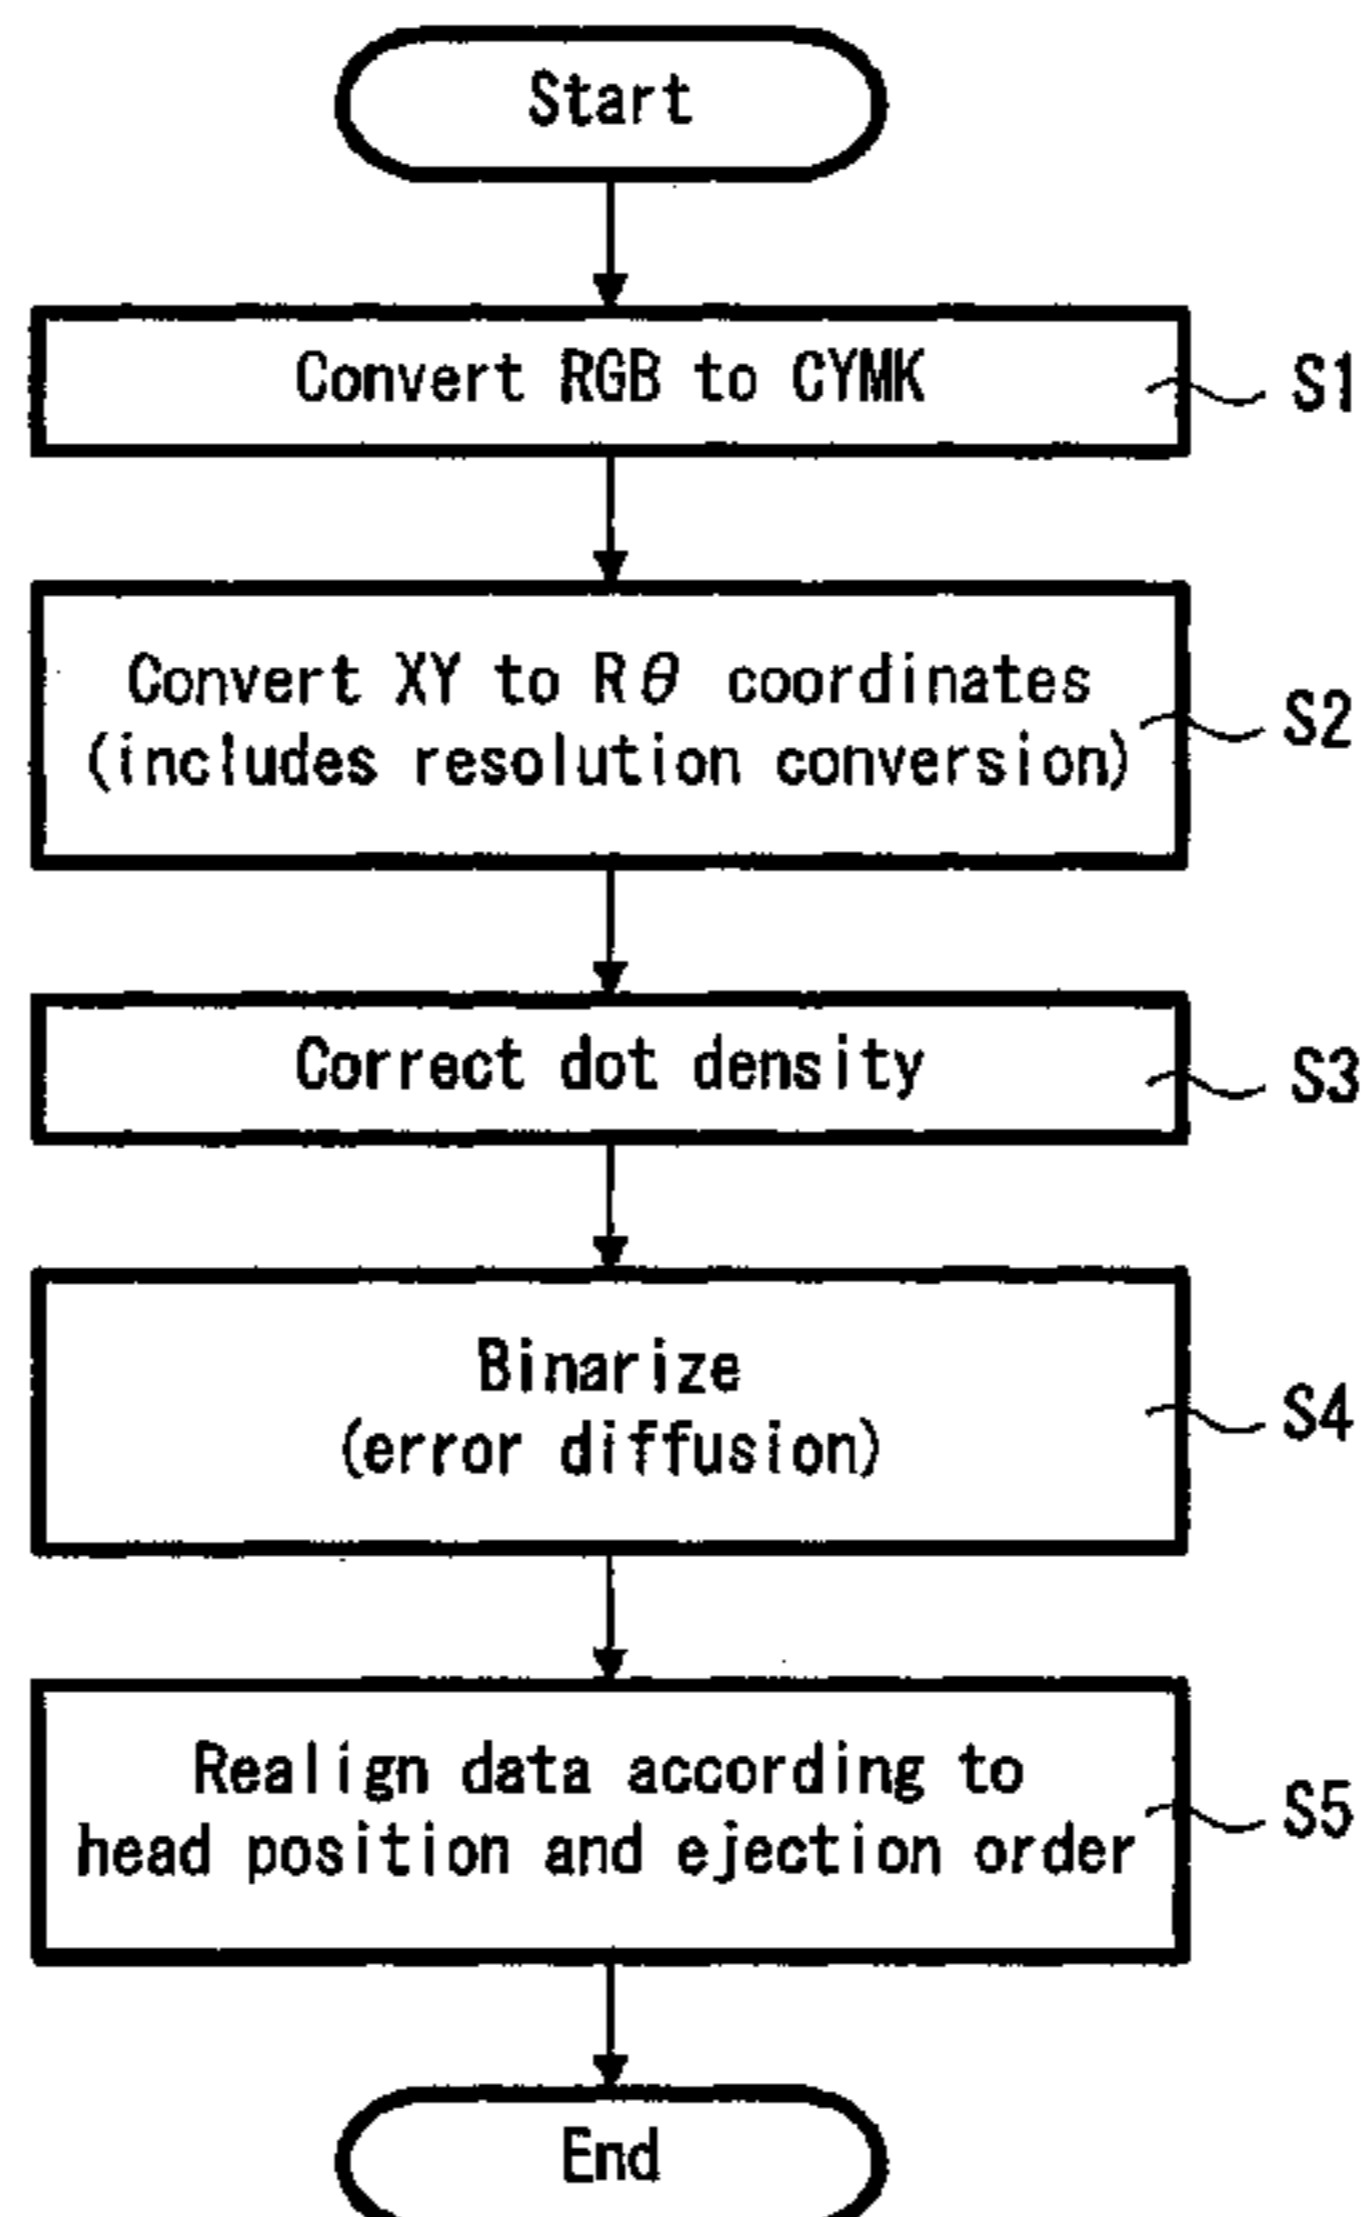 Start
Convert RGB to CYMK
S1
Convert XY to Rθ coordinates
(includes resolution conversion)
S2
Correct dot density
S3
Binarize
(error diffusion)
S4
Realign data according to
head position and ejection order
S5
End